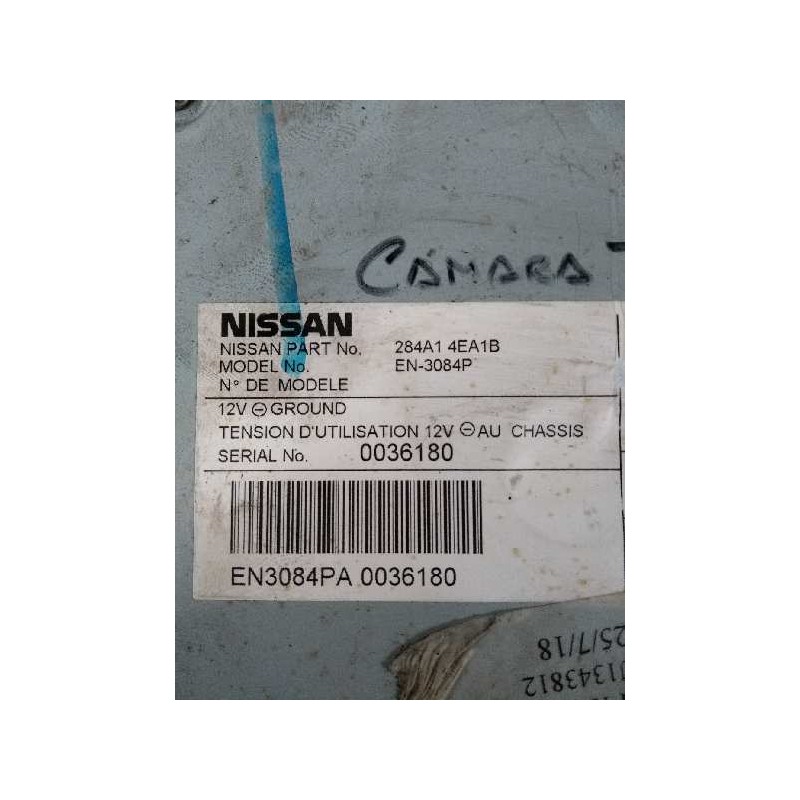 CÁMARA
NISSAN
NISSAN PART No. 284A1 4EA1B
MODEL No. EN-3084P
N° DE MODELE
12V ⊖ GROUND
TENSION D'UTILISATION 12V ⊖ AU CHASSIS
SERIAL No. 0036180
EN3084PA 0036180
25/7/18
J1343812